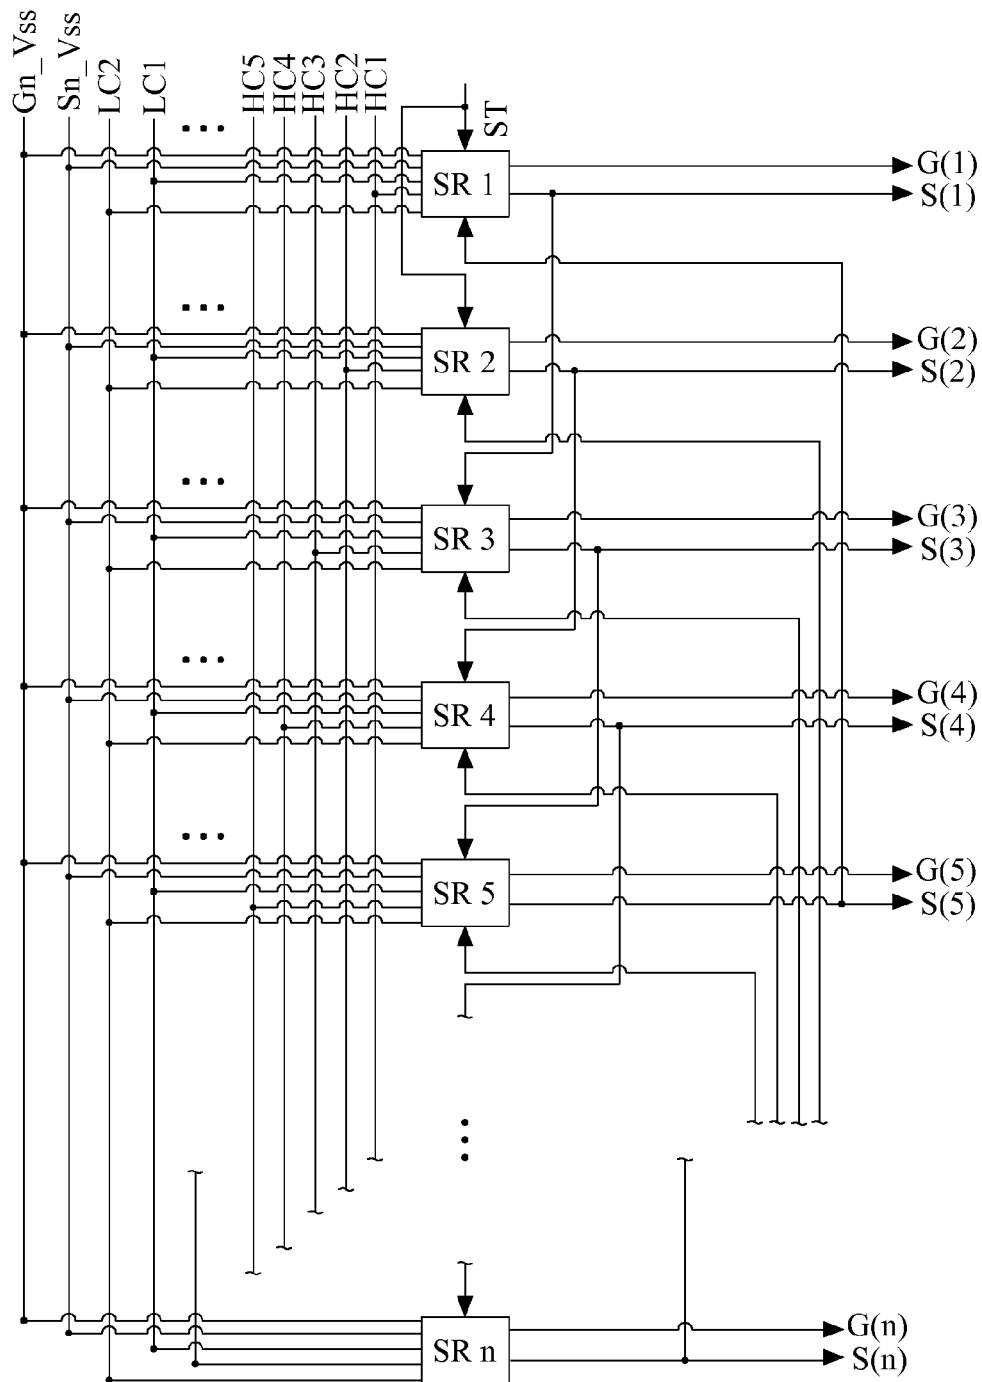 Gn_Vss
Sn_Vss
LC2
LC1
HC5
HC4
HC3
HC2
HC1
ST
SR 1
G(1)
S(1)
SR 2
G(2)
S(2)
SR 3
G(3)
S(3)
SR 4
G(4)
S(4)
SR 5
G(5)
S(5)
SR n
G(n)
S(n)